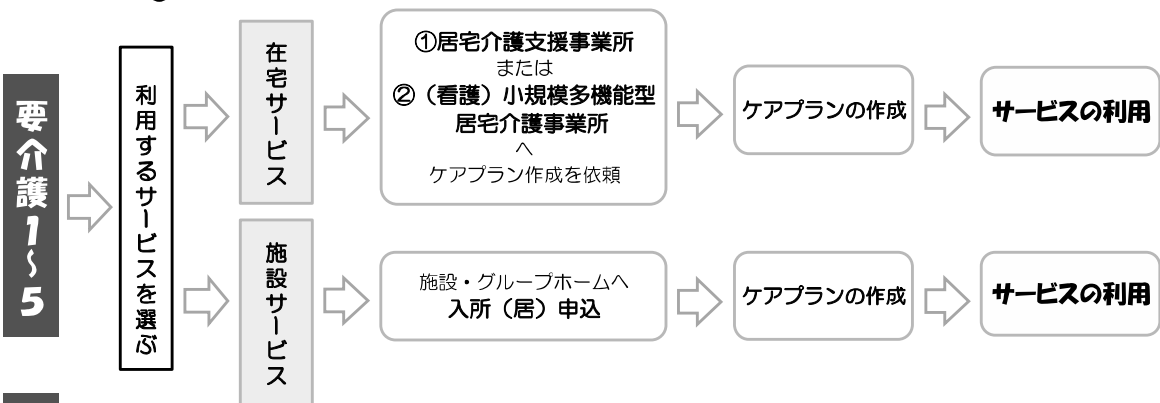 要介護1～5
利用するサービスを選ぶ
在宅サービス
①居宅介護支援事業所
または
②（看護）小規模多機能型
居宅介護事業所
へ
ケアプラン作成を依頼
ケアプランの作成
サービスの利用
施設サービス
施設・グループホームへ
入所（居）申込
ケアプランの作成
サービスの利用